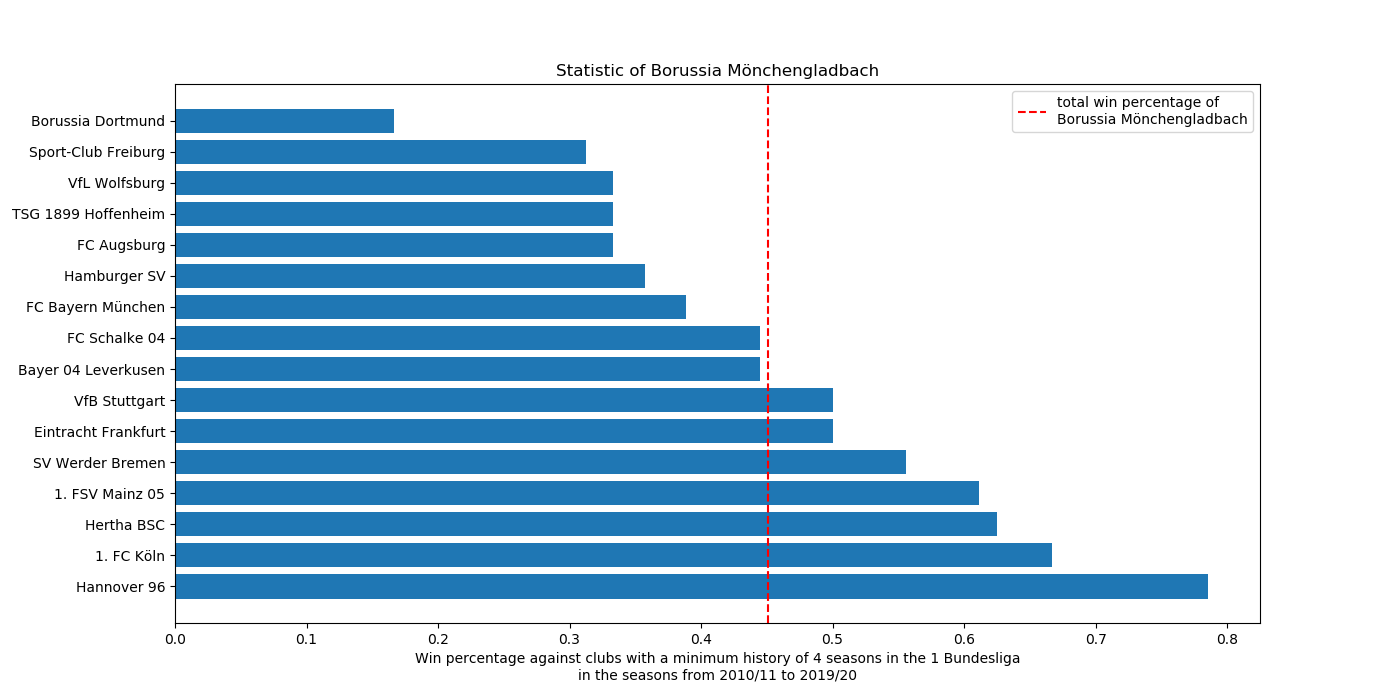 Statistic of Borussia Mönchengladbach
total win percentage of
Borussia Mönchengladbach
Borussia Dortmund
Sport-Club Freiburg
VfL Wolfsburg
TSG 1899 Hoffenheim
FC Augsburg
Hamburger SV
FC Bayern München
FC Schalke 04
Bayer 04 Leverkusen
VfB Stuttgart
Eintracht Frankfurt
SV Werder Bremen
1. FSV Mainz 05
Hertha BSC
1. FC Köln
Hannover 96
0.0 0.1 0.2 0.3 0.4 0.5 0.6 0.7 0.8
Win percentage against clubs with a minimum history of 4 seasons in the 1 Bundesliga
in the seasons from 2010/11 to 2019/20